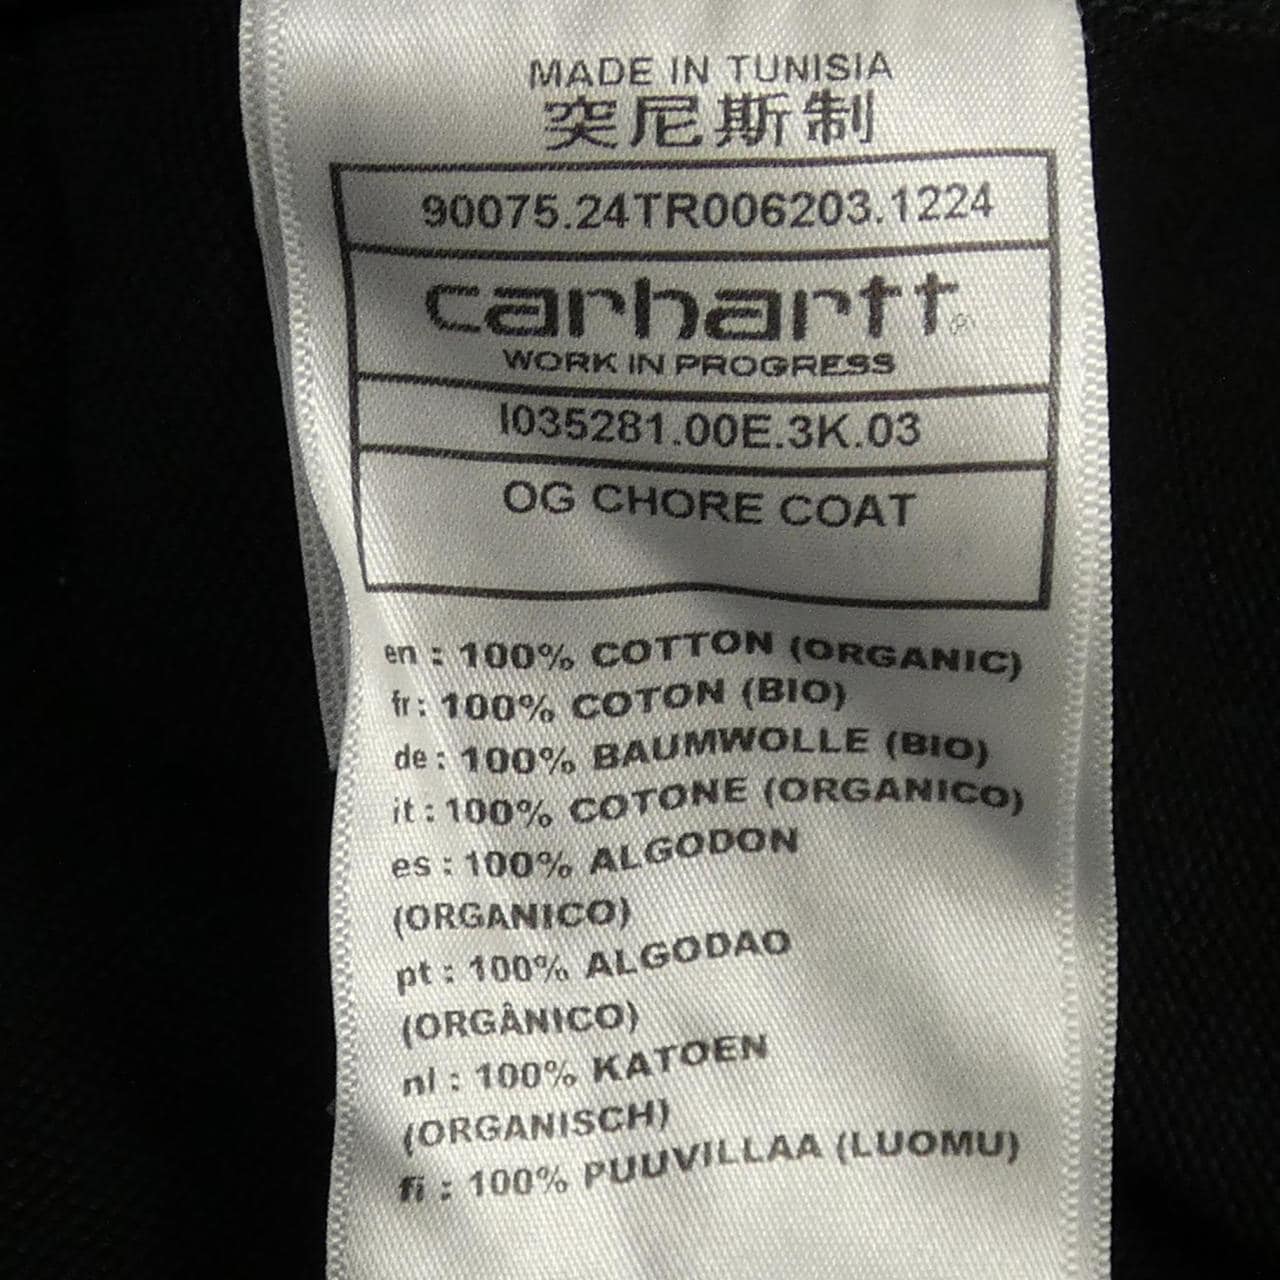 MADE IN TUNISIA
突尼斯制
90075.24TR006203.1224
carhartt®
WORK IN PROGRESS
I035281.00E.3K.03
OG CHORE COAT
en : 100% COTTON (ORGANIC)
fr : 100% COTON (BIO)
de : 100% BAUMWOLLE (BIO)
it : 100% COTONE (ORGANICO)
es : 100% ALGODON
(ORGANICO)
pt : 100% ALGODAO
(ORGÂNICO)
nl : 100% KATOEN
(ORGANISCH)
fi : 100% PUUVILLAA (LUOMU)